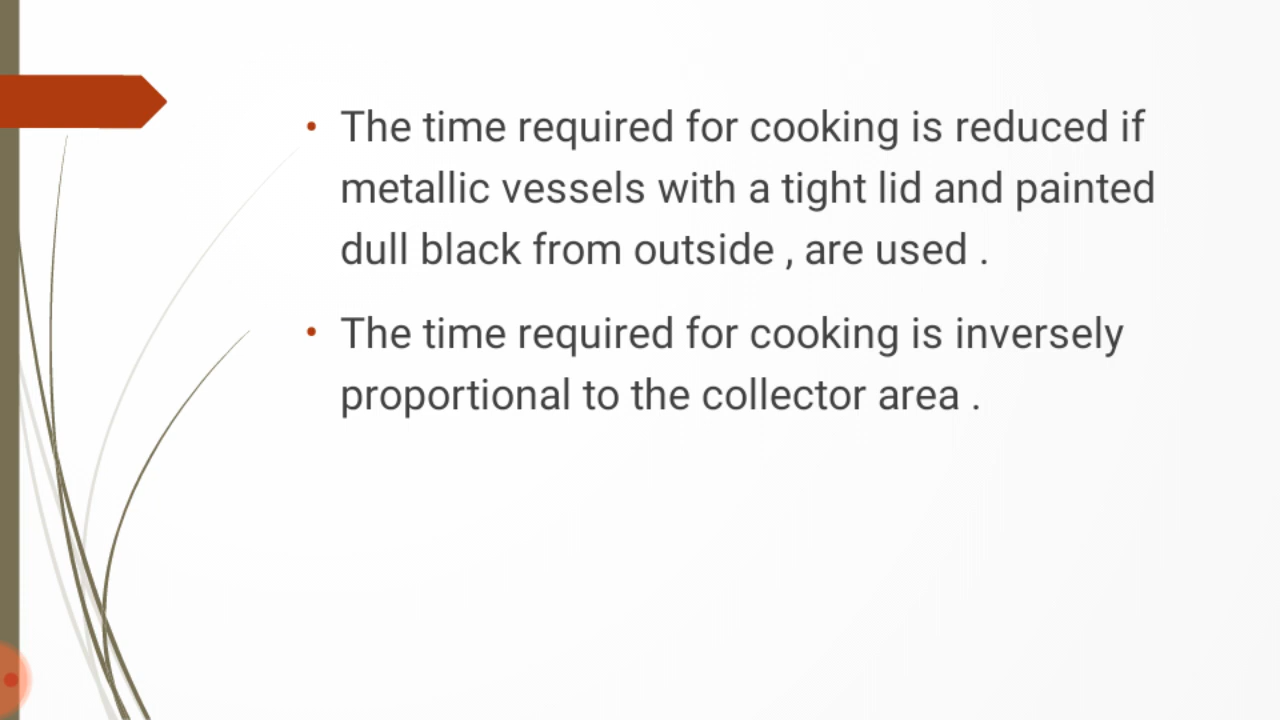 • The time required for cooking is reduced if
metallic vessels with a tight lid and painted
dull black from outside , are used .
• The time required for cooking is inversely
proportional to the collector area .